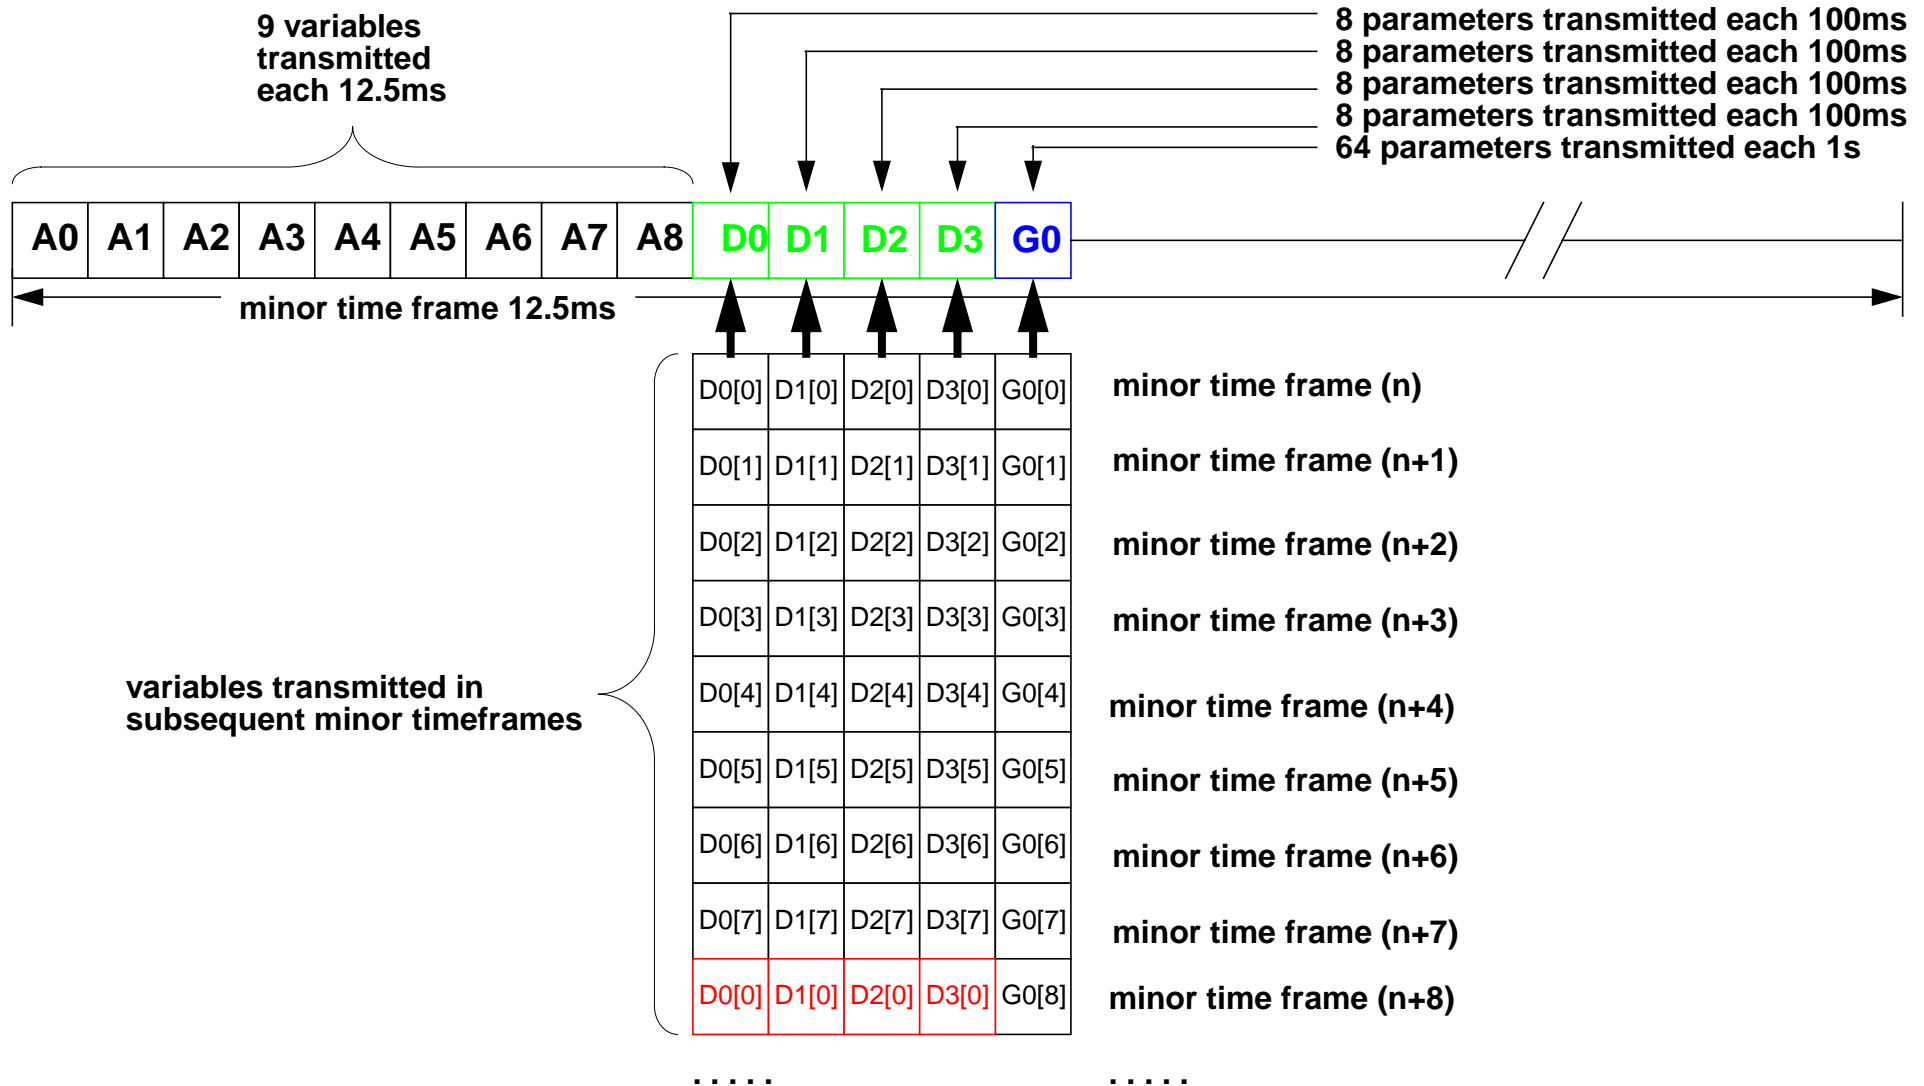 9 variables
transmitted
each 12.5ms
8 parameters transmitted each 100ms
8 parameters transmitted each 100ms
8 parameters transmitted each 100ms
8 parameters transmitted each 100ms
64 parameters transmitted each 1s
A0 A1 A2 A3 A4 A5 A6 A7 A8 D0 D1 D2 D3 G0
minor time frame 12.5ms
D0[0] D1[0] D2[0] D3[0] G0[0] minor time frame (n)
D0[1] D1[1] D2[1] D3[1] G0[1] minor time frame (n+1)
D0[2] D1[2] D2[2] D3[2] G0[2] minor time frame (n+2)
D0[3] D1[3] D2[3] D3[3] G0[3] minor time frame (n+3)
variables transmitted in
subsequent minor timeframes
D0[4] D1[4] D2[4] D3[4] G0[4] minor time frame (n+4)
D0[5] D1[5] D2[5] D3[5] G0[5] minor time frame (n+5)
D0[6] D1[6] D2[6] D3[6] G0[6] minor time frame (n+6)
D0[7] D1[7] D2[7] D3[7] G0[7] minor time frame (n+7)
D0[0] D1[0] D2[0] D3[0] G0[8] minor time frame (n+8)
..... .....